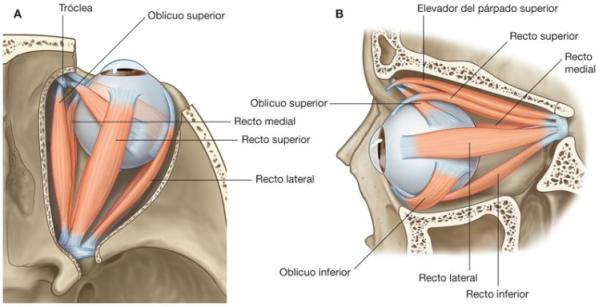 A
Tróclea
Oblicuo superior
Recto medial
Recto superior
Recto lateral
B
Elevador del párpado superior
Recto superior
Recto
medial
Oblicuo superior
Oblicuo inferior
Recto lateral
Recto inferior